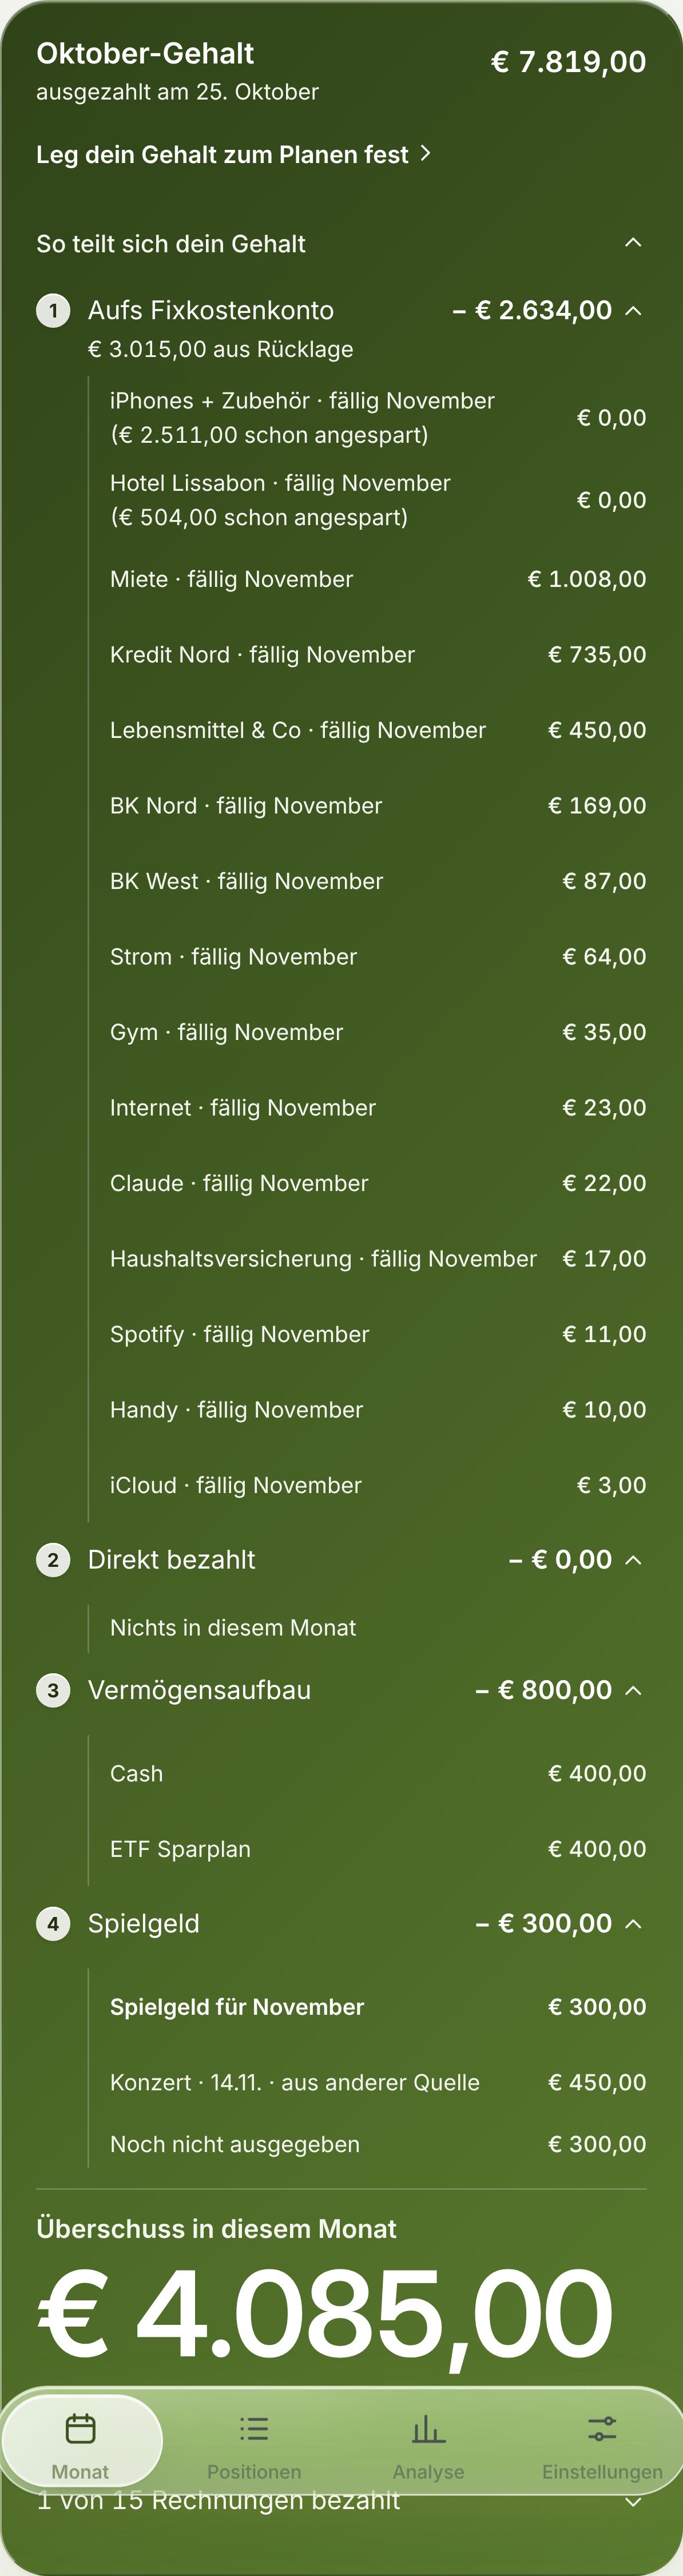 Oktober-Gehalt
€ 7.819,00
ausgezahlt am 25. Oktober
Leg dein Gehalt zum Planen fest
So teilt sich dein Gehalt
1 Aufs Fixkostenkonto – € 2.634,00
€ 3.015,00 aus Rücklage
iPhones + Zubehör · fällig November
(€ 2.511,00 schon angespart)
€ 0,00
Hotel Lissabon · fällig November
(€ 504,00 schon angespart)
€ 0,00
Miete · fällig November € 1.008,00
Kredit Nord · fällig November € 735,00
Lebensmittel & Co · fällig November € 450,00
BK Nord · fällig November € 169,00
BK West · fällig November € 87,00
Strom · fällig November € 64,00
Gym · fällig November € 35,00
Internet · fällig November € 23,00
Claude · fällig November € 22,00
Haushaltsversicherung · fällig November € 17,00
Spotify · fällig November € 11,00
Handy · fällig November € 10,00
iCloud · fällig November € 3,00
2 Direkt bezahlt – € 0,00
Nichts in diesem Monat
3 Vermögensaufbau – € 800,00
Cash € 400,00
ETF Sparplan € 400,00
4 Spielgeld – € 300,00
Spielgeld für November € 300,00
Konzert · 14.11. · aus anderer Quelle € 450,00
Noch nicht ausgegeben € 300,00
Überschuss in diesem Monat
€ 4.085,00
Monat Positionen Analyse Einstellungen
1 von 15 Rechnungen bezahlt